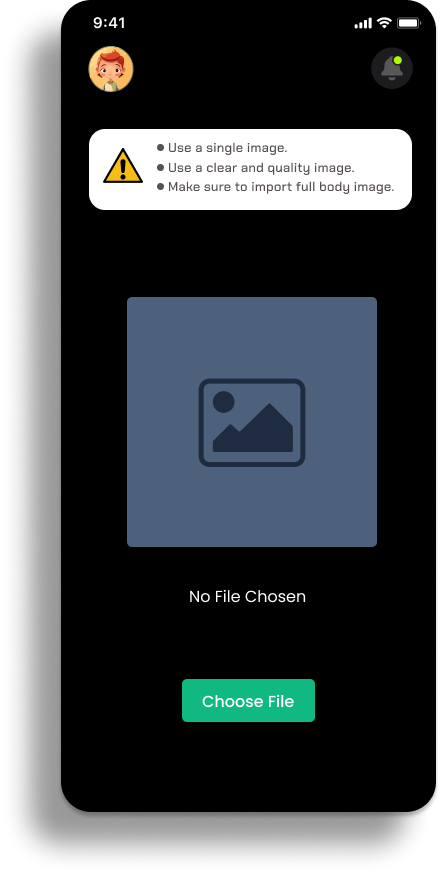 9:41
● Use a single image.
● Use a clear and quality image.
● Make sure to import full body image.
No File Chosen
Choose File